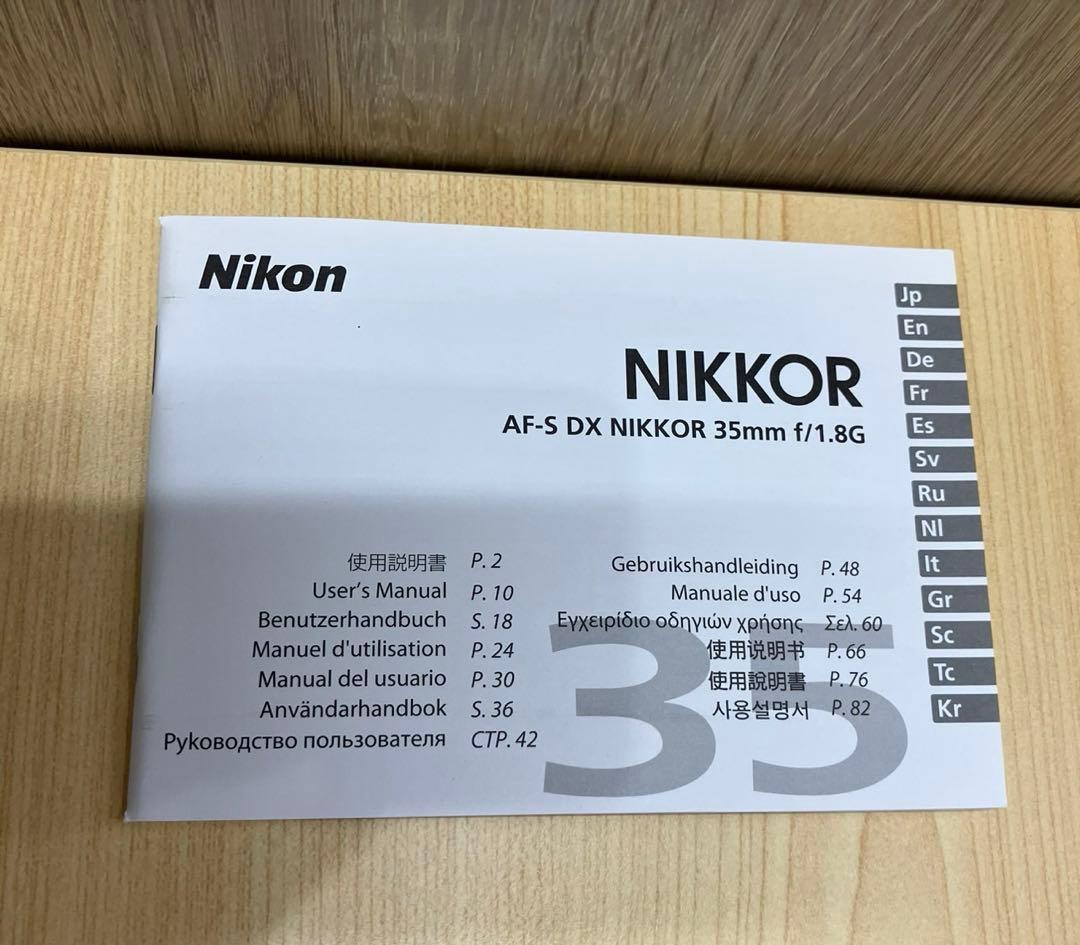 Nikon
NIKKOR
AF-S DX NIKKOR 35mm f/1.8G
使用説明書 P. 2
User's Manual P. 10
Benutzerhandbuch S. 18
Manuel d'utilisation P. 24
Manual del usuario P. 30
Användarhandbok S. 36
Руководство пользователя СТР. 42
Gebruikshandleiding P. 48
Manuale d'uso P. 54
Εγχειρίδιο οδηγιών χρήσης Σελ. 60
使用说明书 P. 66
使用說明書 P. 76
사용설명서 P. 82
35
Jp
En
De
Fr
Es
Sv
Ru
Nl
It
Gr
Sc
Tc
Kr